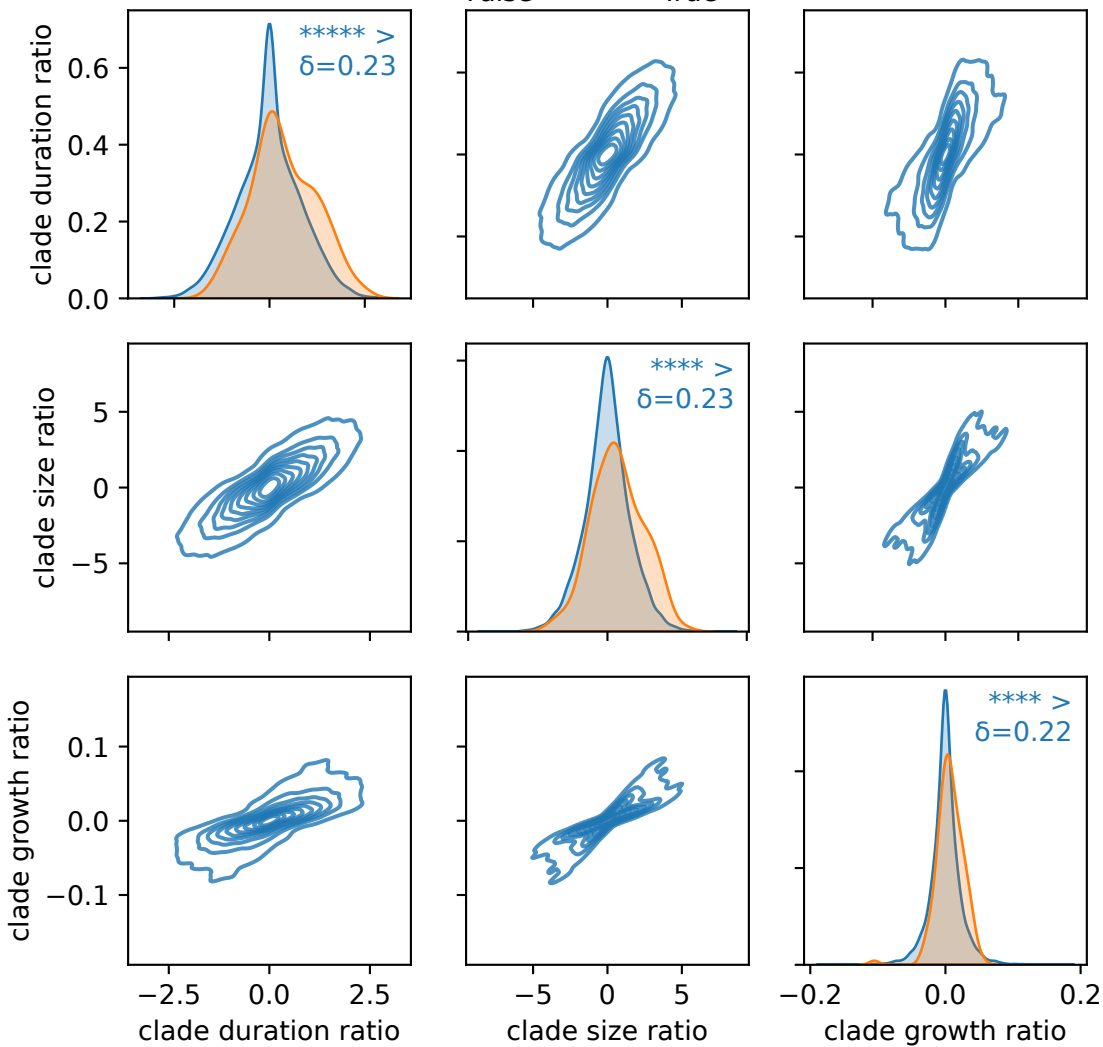 True
clade duration ratio
0.6
0.4
0.2
0.0
***** >
δ=0.23
clade size ratio
5
0
−5
**** >
δ=0.23
clade growth ratio
0.1
0.0
−0.1
**** >
δ=0.22
−2.5 0.0 2.5
−5 0 5
−0.2 0.0 0.2
clade duration ratio
clade size ratio
clade growth ratio